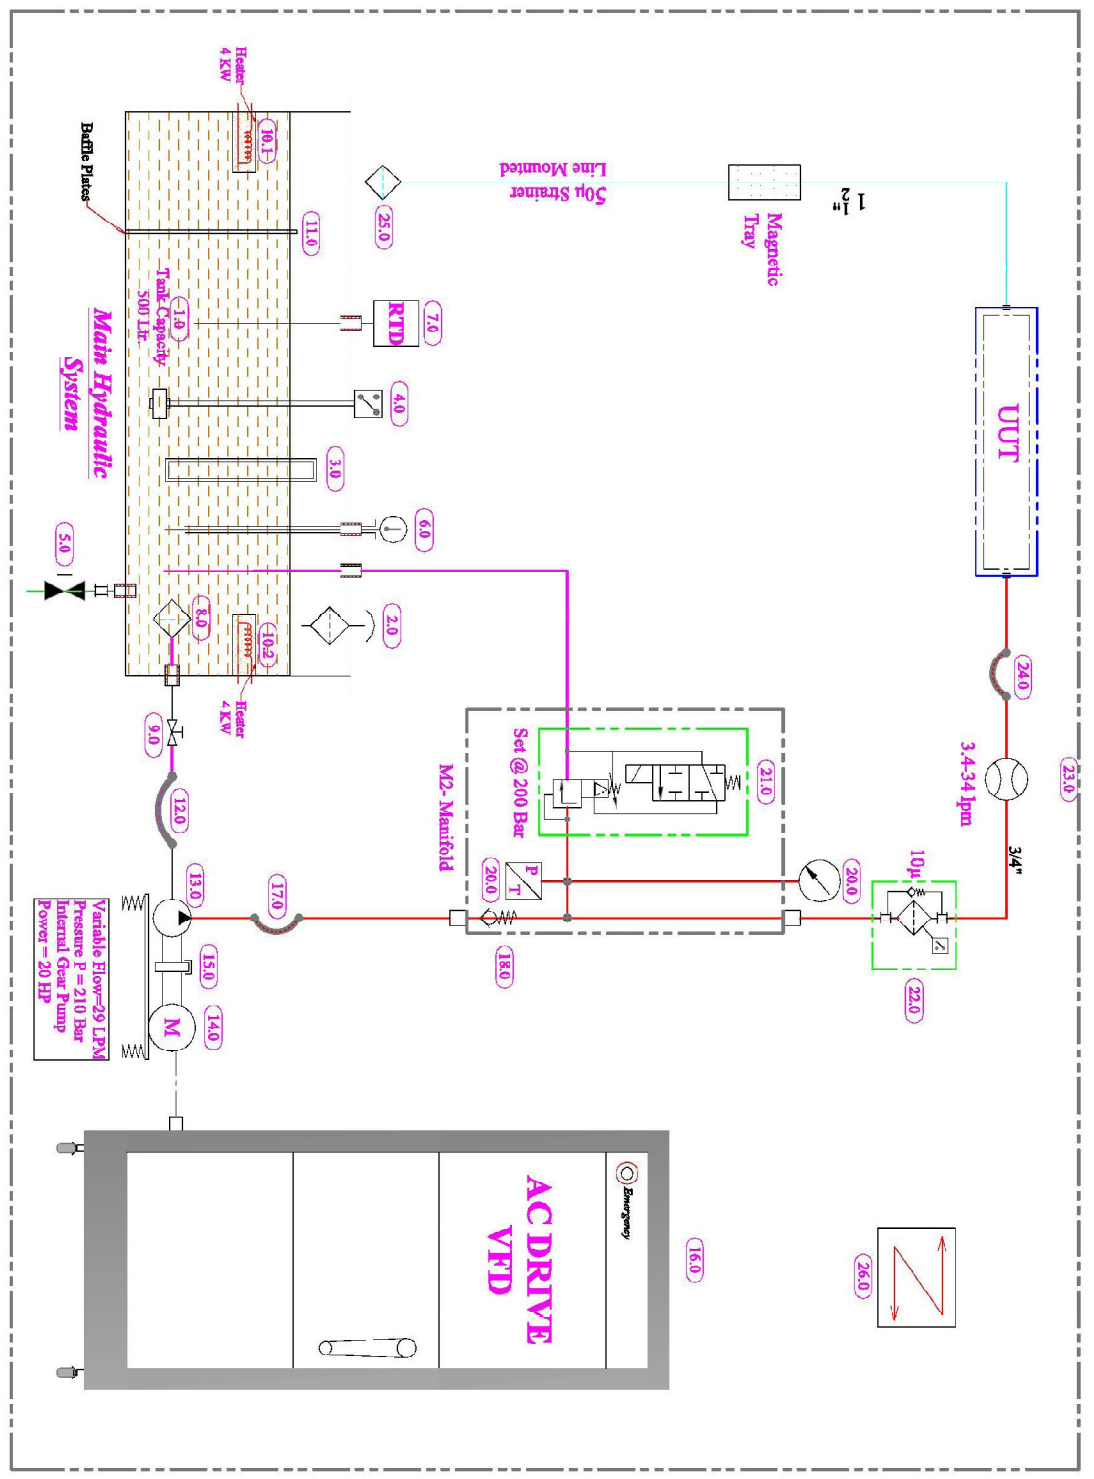 Heater
4 KW
10.1
Baffle Plates
11.0
25.0
50µ Strainer
Line Mounted
Magnetic
Tray
1 1"
2
1.0
Tank Capacity
500 Ltr.
RTD
7.0
Main Hydraulic
System
4.0
3.0
6.0
5.0
8.0
10.2
2.0
Heater
4 KW
UUT
24.0
23.0
3.4-34 lpm
3/4"
9.0
12.0
Set @ 200 Bar
21.0
M2- Manifold
P
T
20.0
20.0
10µ
22.0
13.0
17.0
18.0
15.0
14.0
M
Variable Flow=29 LPM
Pressure P = 210 Bar
Internal Gear Pump
Power = 20 HP
AC DRIVE
VFD
Emergency
16.0
26.0